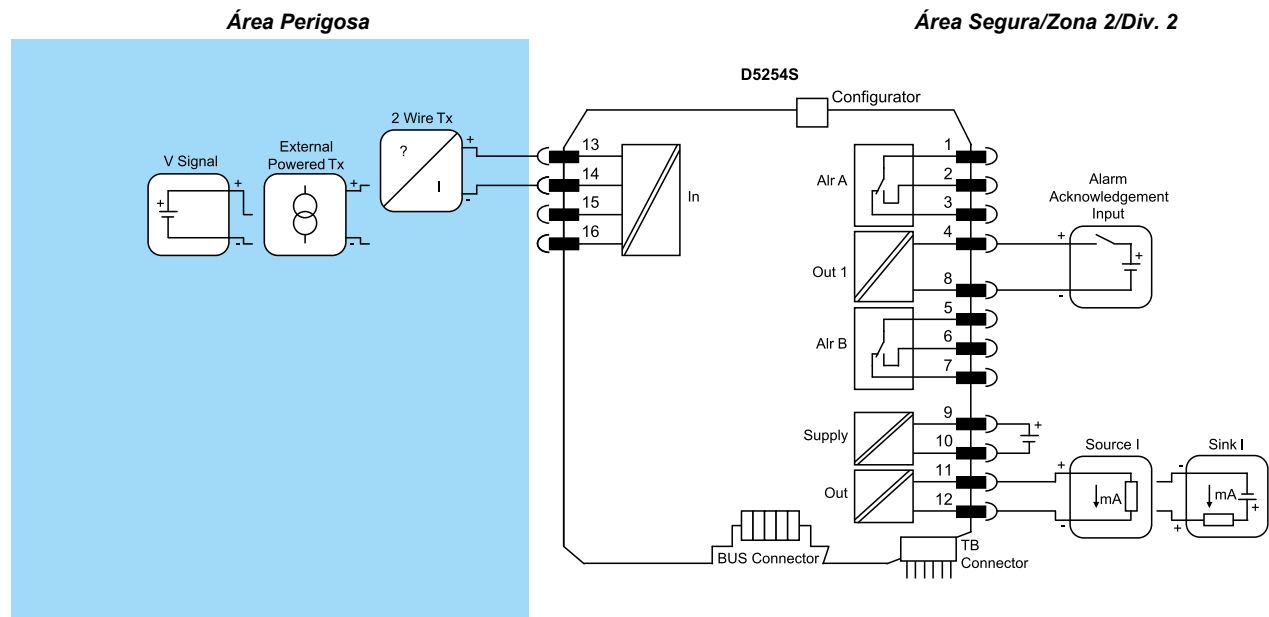 Área Perigosa
Área Segura/Zona 2/Div. 2
D5254S
Configurator
2 Wire Tx
?
I
+
-
External
Powered Tx
+
-
V Signal
+
+
-
13
14
15
16
In
1
2
3
Alr A
4
8
Out 1
5
6
7
Alr B
9
10
Supply
11
12
Out
Alarm
Acknowledgement
Input
+
-
+
+
Source I
+
-
mA
Sink I
-
+
mA
+
BUS Connector
TB
Connector